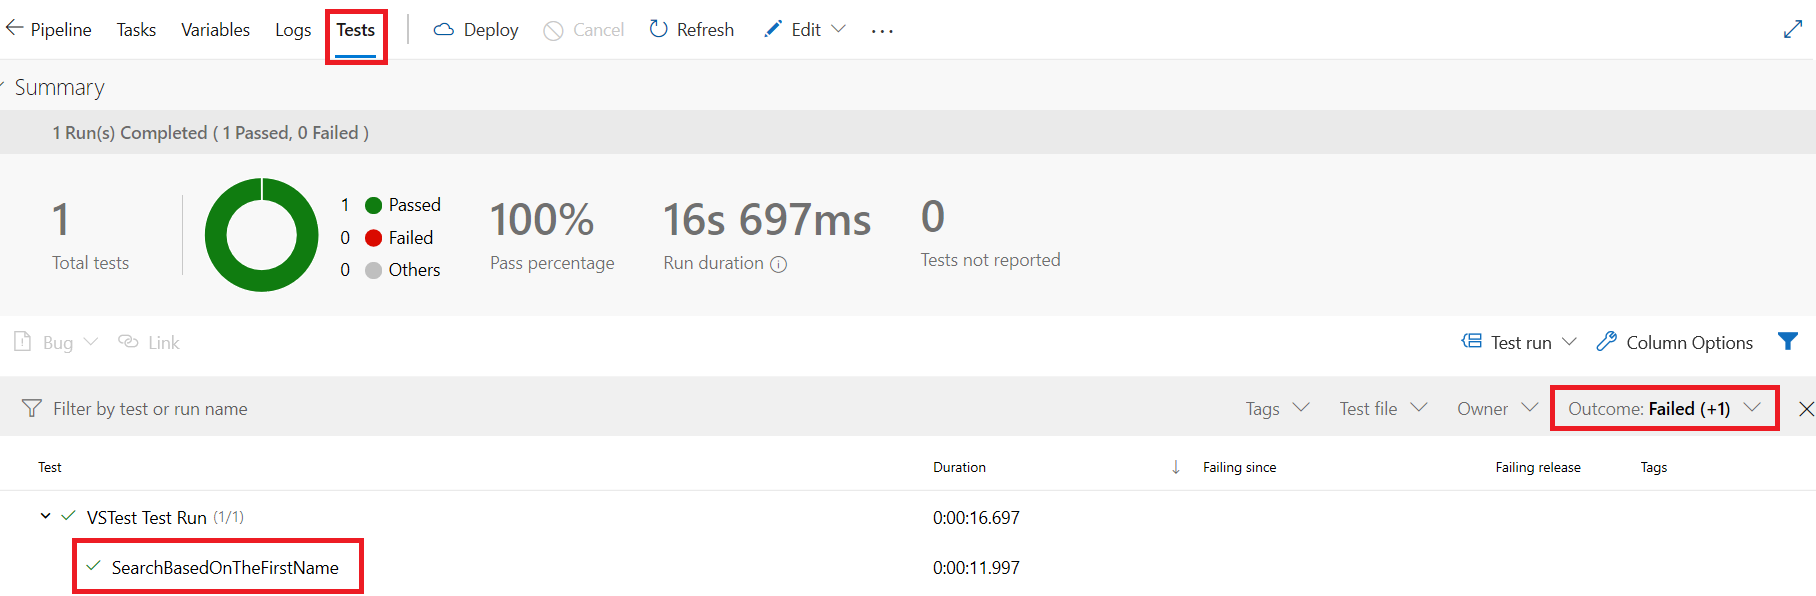 Pipeline Tasks Variables Logs Tests Deploy Cancel Refresh Edit ...
Summary
1 Run(s) Completed ( 1 Passed, 0 Failed )
1
Total tests
1 Passed
0 Failed
0 Others
100%
Pass percentage
16s 697ms
Run duration
0
Tests not reported
Bug Link Test run Column Options
Filter by test or run name Tags Test file Owner Outcome: Failed (+1)
Test Duration Failing since Failing release Tags
VSTest Test Run (1/1) 0:00:16.697
SearchBasedOnTheFirstName 0:00:11.997